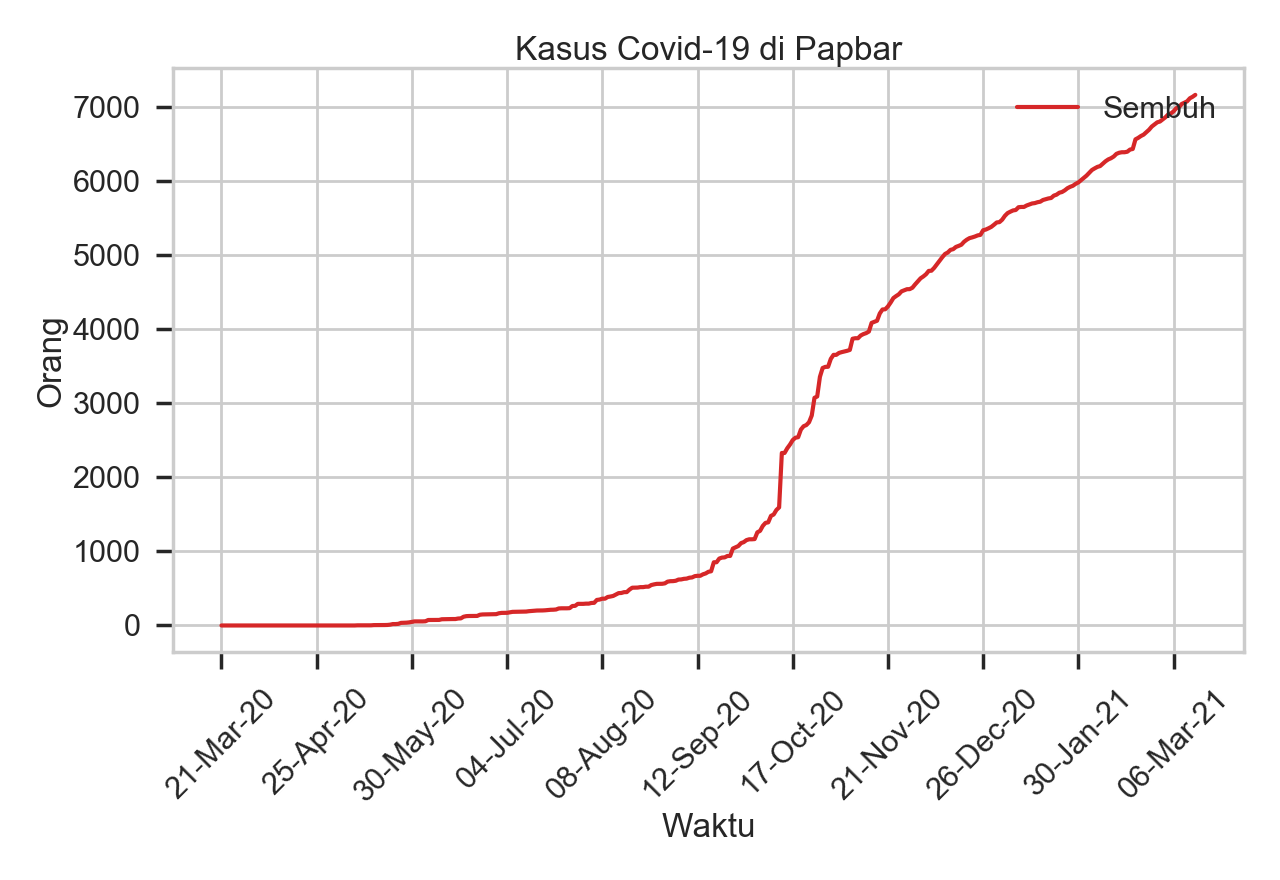 Kasus Covid-19 di Papbar
Sembuh
7000
6000
5000
4000
3000
2000
1000
0
Orang
21-Mar-20
25-Apr-20
30-May-20
04-Jul-20
08-Aug-20
12-Sep-20
17-Oct-20
21-Nov-20
26-Dec-20
30-Jan-21
06-Mar-21
Waktu